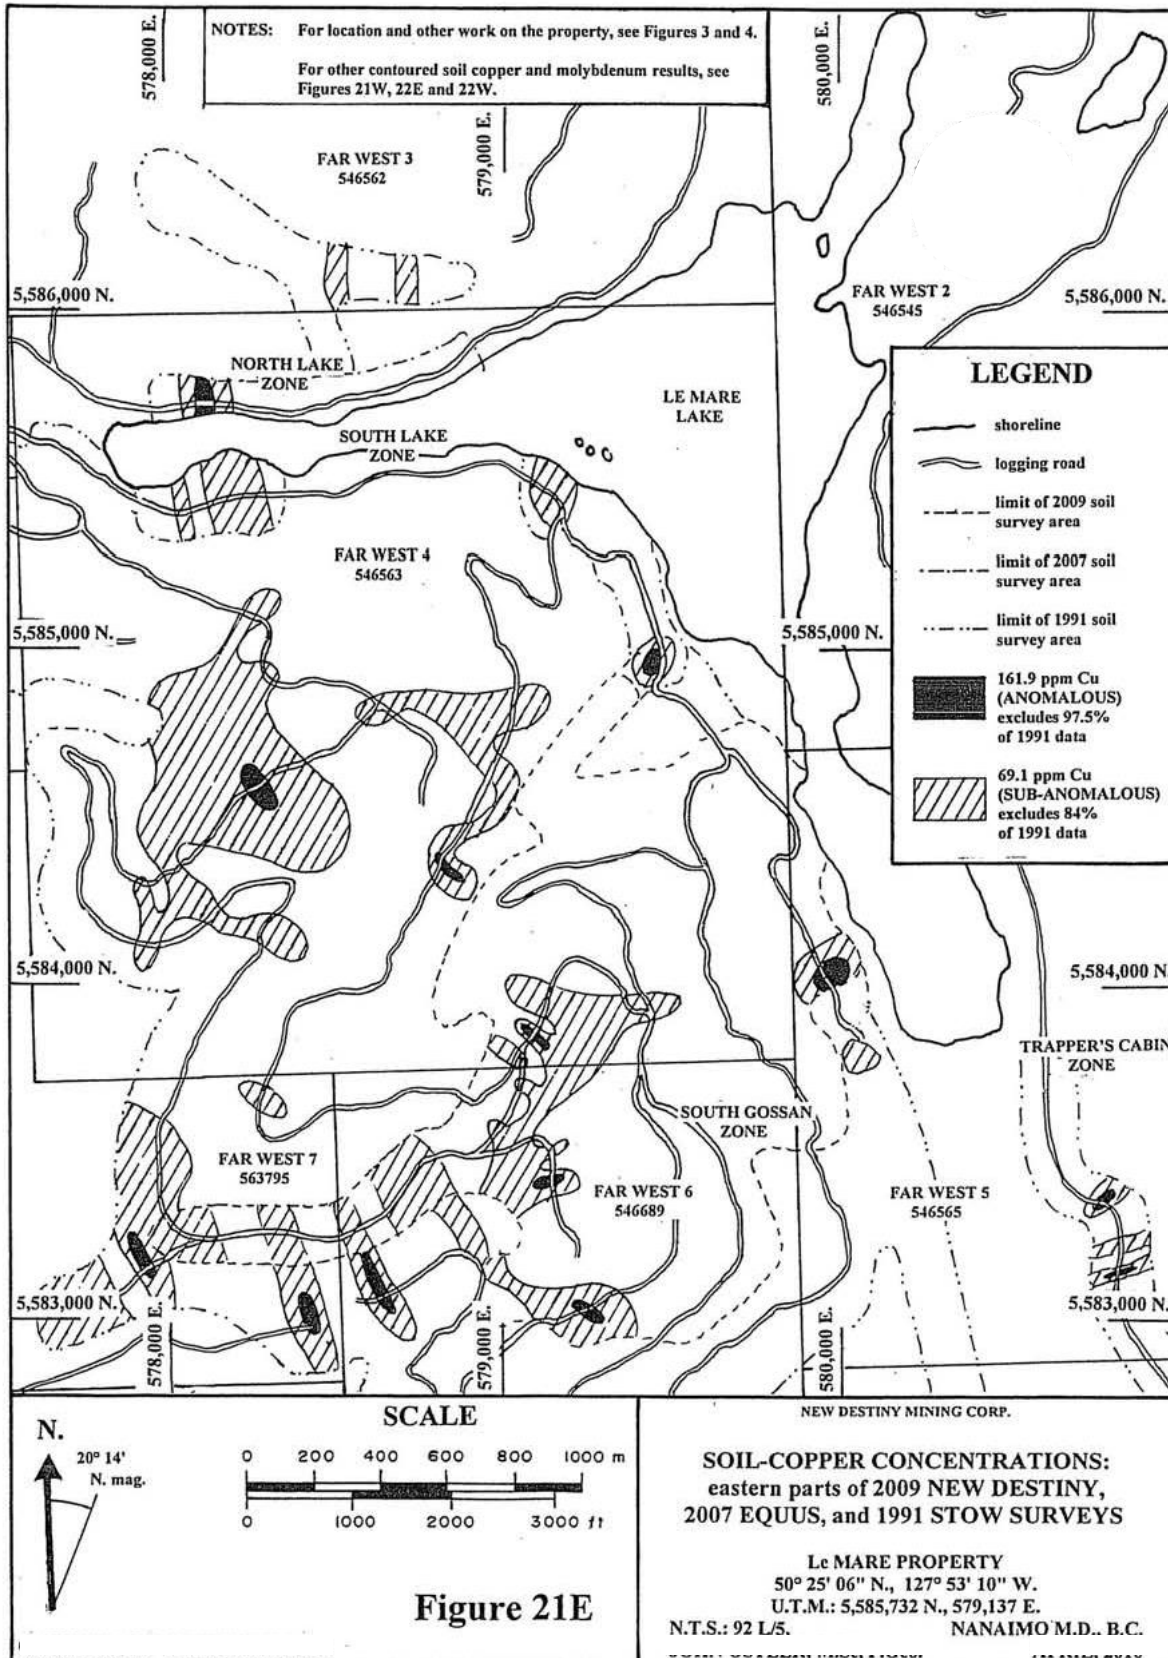 NOTES: For location and other work on the property, see Figures 3 and 4.
For other contoured soil copper and molybdenum results, see
Figures 21W, 22E and 22W.
578,000 E.
579,000 E.
580,000 E.
FAR WEST 3
546562
5,586,000 N.
FAR WEST 2
546545
5,586,000 N.
NORTH LAKE
ZONE
LE MARE
LAKE
SOUTH LAKE
ZONE
FAR WEST 4
546563
5,585,000 N.
5,585,000 N.
LEGEND
shoreline
logging road
limit of 2009 soil
survey area
limit of 2007 soil
survey area
limit of 1991 soil
survey area
161.9 ppm Cu
(ANOMALOUS)
excludes 97.5%
of 1991 data
69.1 ppm Cu
(SUB-ANOMALOUS)
excludes 84%
of 1991 data
5,584,000 N.
5,584,000 N.
TRAPPER'S CABIN
ZONE
SOUTH GOSSAN
ZONE
FAR WEST 7
563795
FAR WEST 6
546689
FAR WEST 5
546565
5,583,000 N.
5,583,000 N.
578,000 E.
579,000 E.
580,000 E.
N.
20° 14'
N. mag.
SCALE
0 200 400 600 800 1000 m
0 1000 2000 3000 ft
Figure 21E
NEW DESTINY MINING CORP.
SOIL-COPPER CONCENTRATIONS:
eastern parts of 2009 NEW DESTINY,
2007 EQUUS, and 1991 STOW SURVEYS
Le MARE PROPERTY
50° 25' 06" N., 127° 53' 10" W.
U.T.M.: 5,585,732 N., 579,137 E.
N.T.S.: 92 L/5. NANAIMO M.D., B.C.